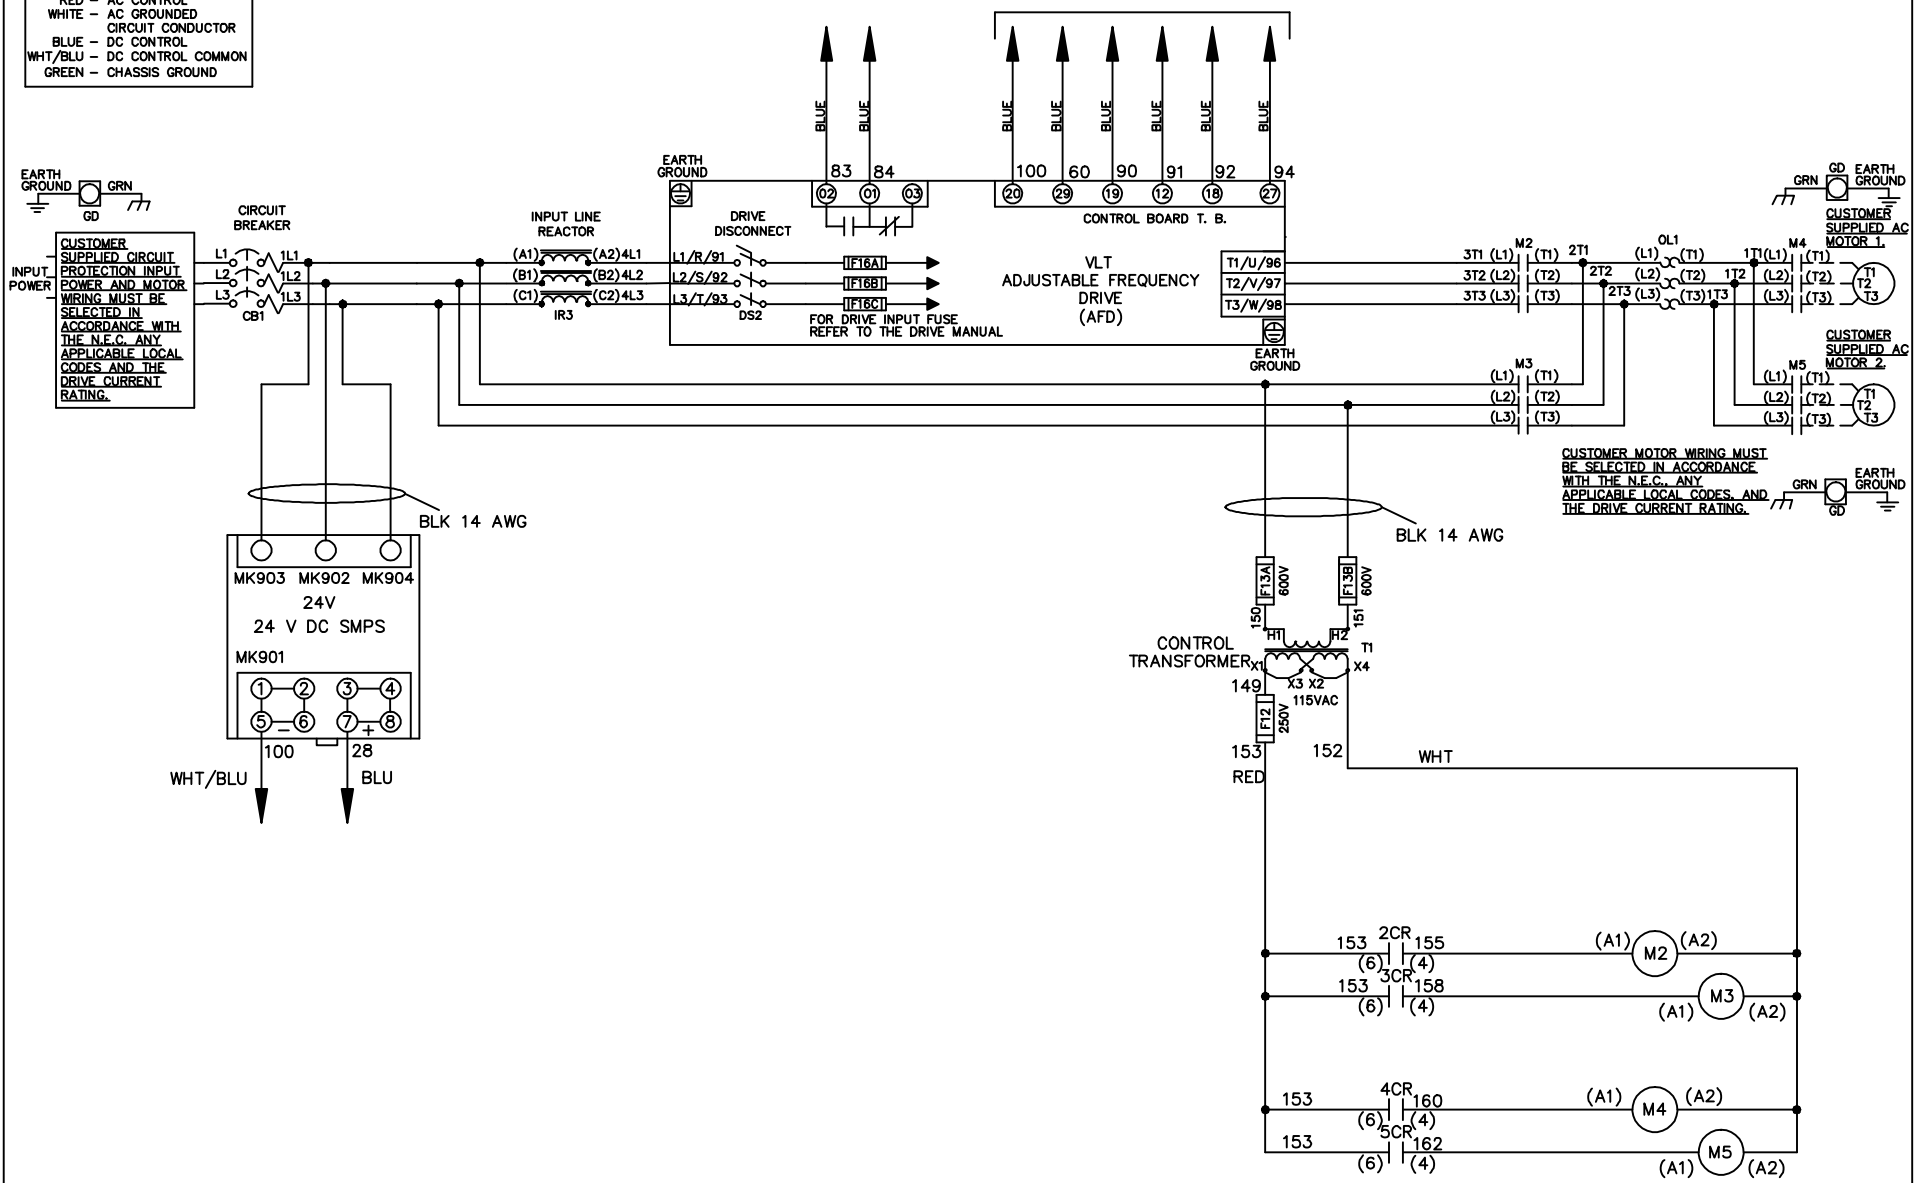 RED – AC CONTROL
WHITE – AC GROUNDED
CIRCUIT CONDUCTOR
BLUE – DC CONTROL
WHT/BLU – DC CONTROL COMMON
GREEN – CHASSIS GROUND
BLUE
BLUE
BLUE
BLUE
BLUE
BLUE
BLUE
BLUE
EARTH
GROUND
GRN
GD
INPUT
POWER
CUSTOMER
SUPPLIED CIRCUIT
PROTECTION INPUT
POWER AND MOTOR
WIRING MUST BE
SELECTED IN
ACCORDANCE WITH
THE N.E.C. ANY
APPLICABLE LOCAL
CODES AND THE
DRIVE CURRENT
RATING.
CIRCUIT
BREAKER
L1 1L1
L2 1L2
L3 1L3
CB1
INPUT LINE
REACTOR
(A1) (A2) 4L1
(B1) (B2) 4L2
(C1) (C2) 4L3
IR3
EARTH
GROUND
DRIVE
DISCONNECT
L1/R/91
L2/S/92
L3/T/93
DS2
83 84
02 01 03
F16A
F16B
F16C
FOR DRIVE INPUT FUSE
REFER TO THE DRIVE MANUAL
100 60 90 91 92 94
20 29 19 12 18 27
CONTROL BOARD T. B.
VLT
ADJUSTABLE FREQUENCY
DRIVE
(AFD)
T1/U/96
T2/V/97
T3/W/98
EARTH
GROUND
M2
3T1 (L1) (T1) 2T1
3T2 (L2) (T2) 2T2
3T3 (L3) (T3) 2T3
OL1
(L1) (T1) 1T1
(L2) (T2) 1T2
(L3) (T3) 1T3
M4
(L1) (T1)
(L2) (T2)
(L3) (T3)
T1
T2
T3
GRN
GD
EARTH
GROUND
CUSTOMER
SUPPLIED AC
MOTOR 1.
M3
(L1) (T1)
(L2) (T2)
(L3) (T3)
CUSTOMER
SUPPLIED AC
MOTOR 2.
M5
(L1) (T1)
(L2) (T2)
(L3) (T3)
T1
T2
T3
CUSTOMER MOTOR WIRING MUST
BE SELECTED IN ACCORDANCE
WITH THE N.E.C., ANY
APPLICABLE LOCAL CODES, AND
THE DRIVE CURRENT RATING.
GRN
GD
EARTH
GROUND
BLK 14 AWG
MK903 MK902 MK904
24V
24 V DC SMPS
MK901
1 2 3 4
5 6 7 8
– +
100 28
WHT/BLU BLU
BLK 14 AWG
F13A
600V
F13B
600V
150
151
H1 H2
T1
CONTROL
TRANSFORMER
X1 X4
X3 X2
115VAC
149
F12
250V
153
RED
152
WHT
2CR
153 155
(6) (4)
(A1) M2 (A2)
3CR
153 158
(6) (4)
(A1) M3 (A2)
4CR
153 160
(6) (4)
(A1) M4 (A2)
5CR
153 162
(6) (4)
(A1) M5 (A2)